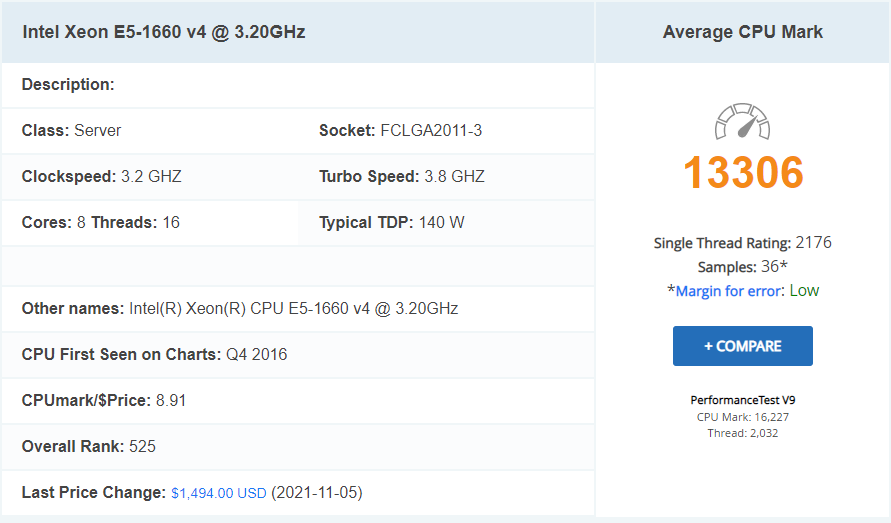 Intel Xeon E5-1660 v4 @ 3.20GHz
Average CPU Mark
Description:
Class: Server
Socket: FCLGA2011-3
Clockspeed: 3.2 GHZ
Turbo Speed: 3.8 GHZ
Cores: 8 Threads: 16
Typical TDP: 140 W
Other names: Intel(R) Xeon(R) CPU E5-1660 v4 @ 3.20GHz
CPU First Seen on Charts: Q4 2016
CPUmark/$Price: 8.91
Overall Rank: 525
Last Price Change: $1,494.00 USD (2021-11-05)
13306
Single Thread Rating: 2176
Samples: 36*
*Margin for error: Low
+ COMPARE
PerformanceTest V9
CPU Mark: 16,227
Thread: 2,032